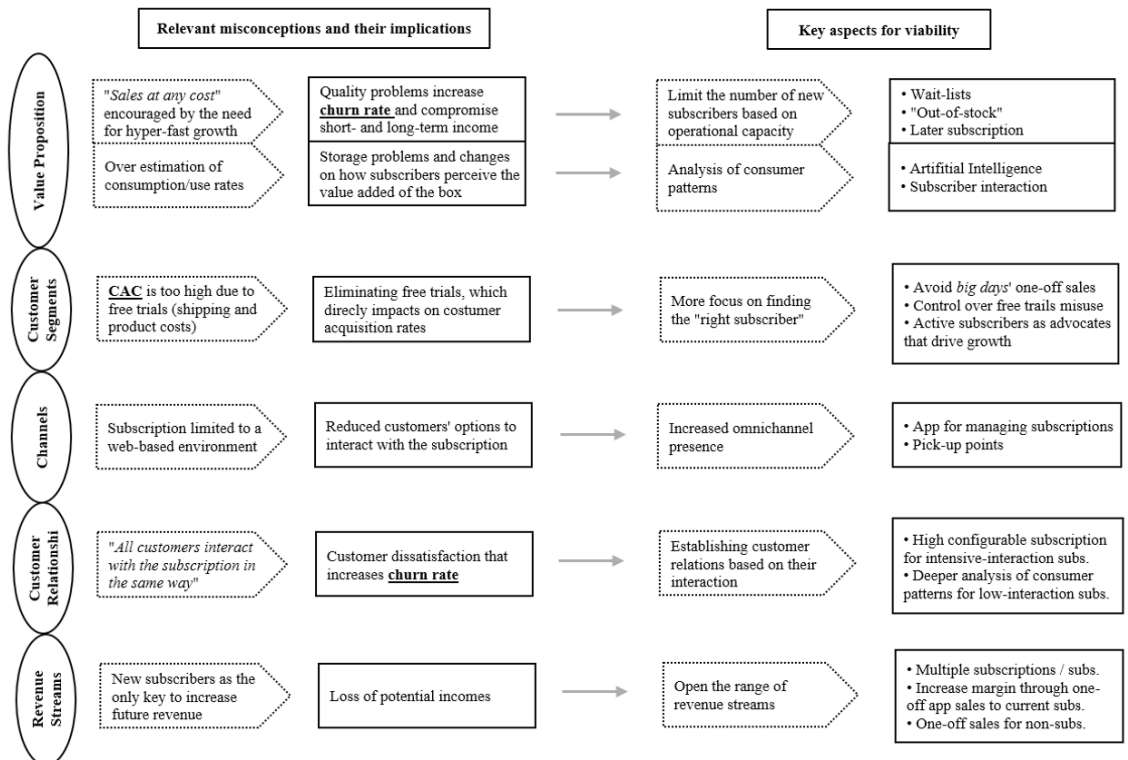 Relevant misconceptions and their implications
Key aspects for viability
Value Proposition
"Sales at any cost"
encouraged by the need
for hyper-fast growth
Quality problems increase
churn rate and compromise
short- and long-term income
Limit the number of new
subscribers based on
operational capacity
• Wait-lists
• "Out-of-stock"
• Later subscription
Over estimation of
consumption/use rates
Storage problems and changes
on how subscribers perceive the
value added of the box
Analysis of consumer
patterns
• Artifitial Intelligence
• Subscriber interaction
Customer
Segments
CAC is too high due to
free trials (shipping and
product costs)
Eliminating free trials, which
direcly impacts on costumer
acquisition rates
More focus on finding
the "right subscriber"
• Avoid big days' one-off sales
• Control over free trails misuse
• Active subscribers as advocates
that drive growth
Channels
Subscription limited to a
web-based environment
Reduced customers' options to
interact with the subscription
Increased omnichannel
presence
• App for managing subscriptions
• Pick-up points
Customer
Relationshi
"All customers interact
with the subscription in
the same way"
Customer dissatisfaction that
increases churn rate
Establishing customer
relations based on their
interaction
• High configurable subscription
for intensive-interaction subs.
• Deeper analysis of consumer
patterns for low-interaction subs.
Revenue
Streams
New subscribers as the
only key to increase
future revenue
Loss of potential incomes
Open the range of
revenue streams
• Multiple subscriptions / subs.
• Increase margin through one-
off app sales to current subs.
• One-off sales for non-subs.